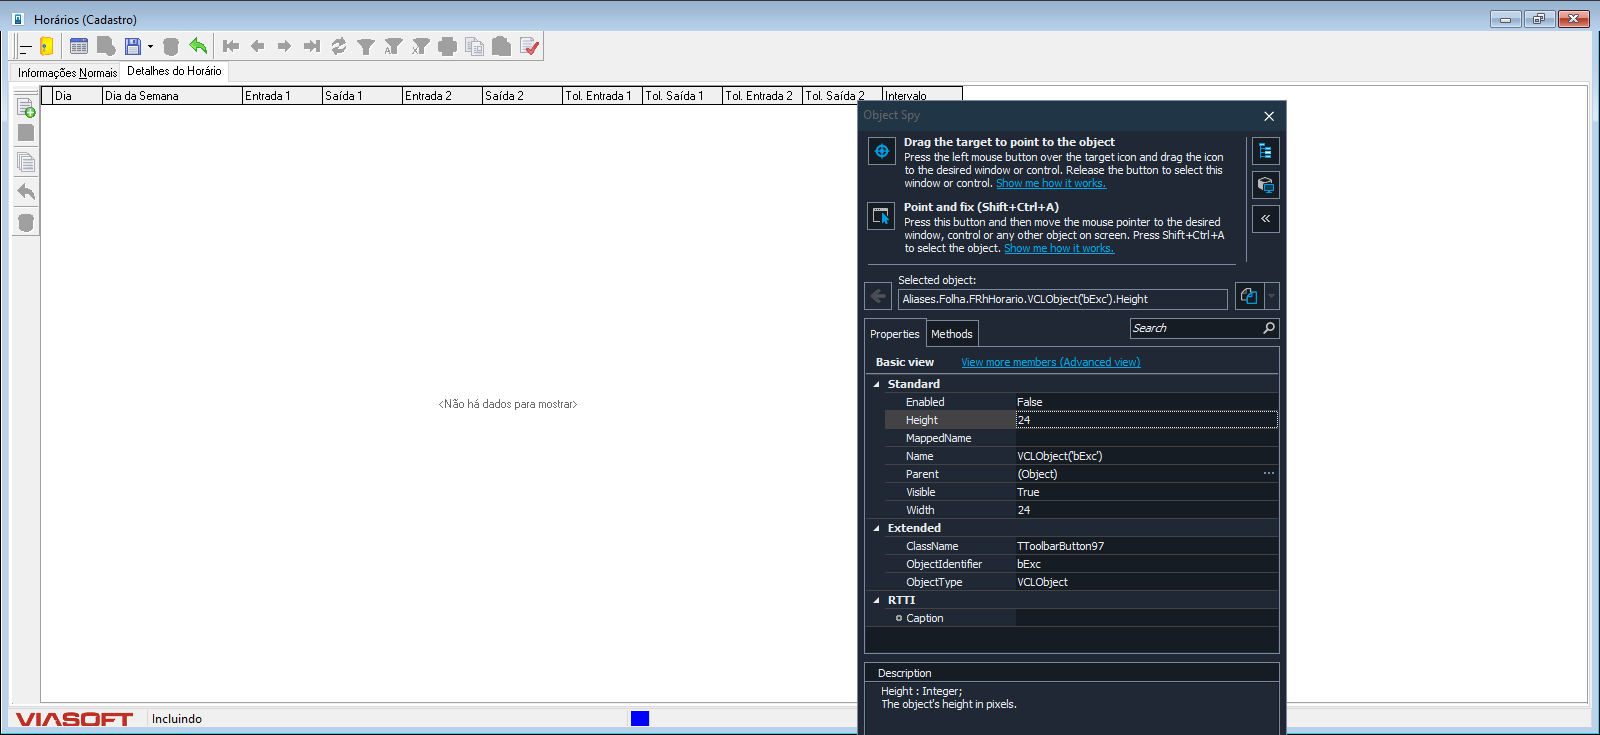 Horários (Cadastro)
Informações Normais
Detalhes do Horário
Dia
Dia da Semana
Entrada 1
Saída 1
Entrada 2
Saída 2
Tol. Entrada 1
Tol. Saída 1
Tol. Entrada 2
Tol. Saída 2
Intervalo
<Não há dados para mostrar>
Object Spy
Drag the target to point to the object
Press the left mouse button over the target icon and drag the icon
to the desired window or control. Release the button to select this
window or control. Show me how it works.
Point and fix (Shift+Ctrl+A)
Press this button and then move the mouse pointer to the desired
window, control or any other object on screen. Press Shift+Ctrl+A
to select the object. Show me how it works.
Selected object:
Aliases.Folha.FRhHorario.VCLObject('bExc').Height
Properties
Methods
Search
Basic view
View more members (Advanced view)
Standard
Enabled False
Height 24
MappedName
Name VCLObject('bExc')
Parent (Object) ...
Visible True
Width 24
Extended
ClassName TToolbarButton97
ObjectIdentifier bExc
ObjectType VCLObject
RTTI
Caption
Description
Height : Integer;
The object's height in pixels.
VIASOFT
Incluindo